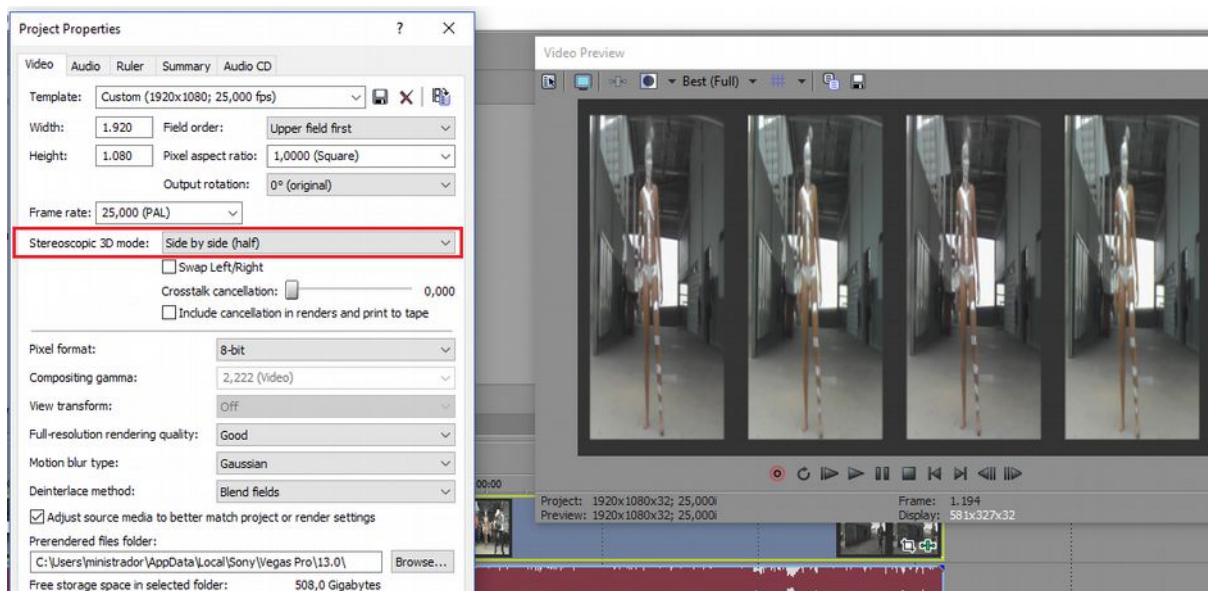 Project Properties
? ×
Video Audio Ruler Summary Audio CD
Template: Custom (1920x1080; 25,000 fps)
Width: 1.920 Field order: Upper field first
Height: 1.080 Pixel aspect ratio: 1,0000 (Square)
Output rotation: 0° (original)
Frame rate: 25,000 (PAL)
Stereoscopic 3D mode: Side by side (half)
Swap Left/Right
Crosstalk cancellation: 0,000
Include cancellation in renders and print to tape
Pixel format: 8-bit
Compositing gamma: 2,222 (Video)
View transform: Off
Full-resolution rendering quality: Good
Motion blur type: Gaussian
Deinterlace method: Blend fields
Adjust source media to better match project or render settings
Prerendered files folder:
C:\Users\ministrador\AppData\Local\Sony\Vegas Pro\13.0\ Browse...
Free storage space in selected folder: 508,0 Gigabytes
Video Preview
Best (Full)
00:00
Project: 1920x1080x32; 25,000i Frame: 1.194
Preview: 1920x1080x32; 25,000i Display: 581x327x32